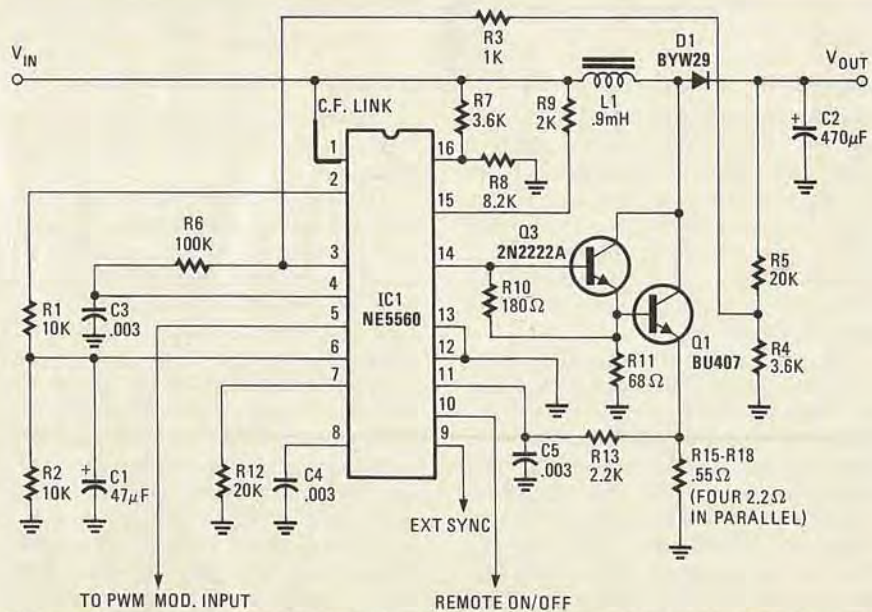 R3
1K
D1
BYW29
VIN
VOUT
C.F. LINK
R7
3.6K
R9
2K
L1
.9mH
+
C2
470μF
1
16
2
R8
8.2K
15
R6
100K
Q3
2N2222A
3
14
R5
20K
4
IC1
NE5560
R10
180Ω
R1
10K
C3
.003
5
13
Q1
BU407
6
12
R11
68Ω
R4
3.6K
7
11
10
8
9
R2
10K
+
C1
47μF
R12
20K
C4
.003
C5
.003
R13
2.2K
R15-R18
.55Ω
(FOUR 2.2Ω
IN PARALLEL)
EXT SYNC
TO PWM MOD. INPUT
REMOTE ON/OFF